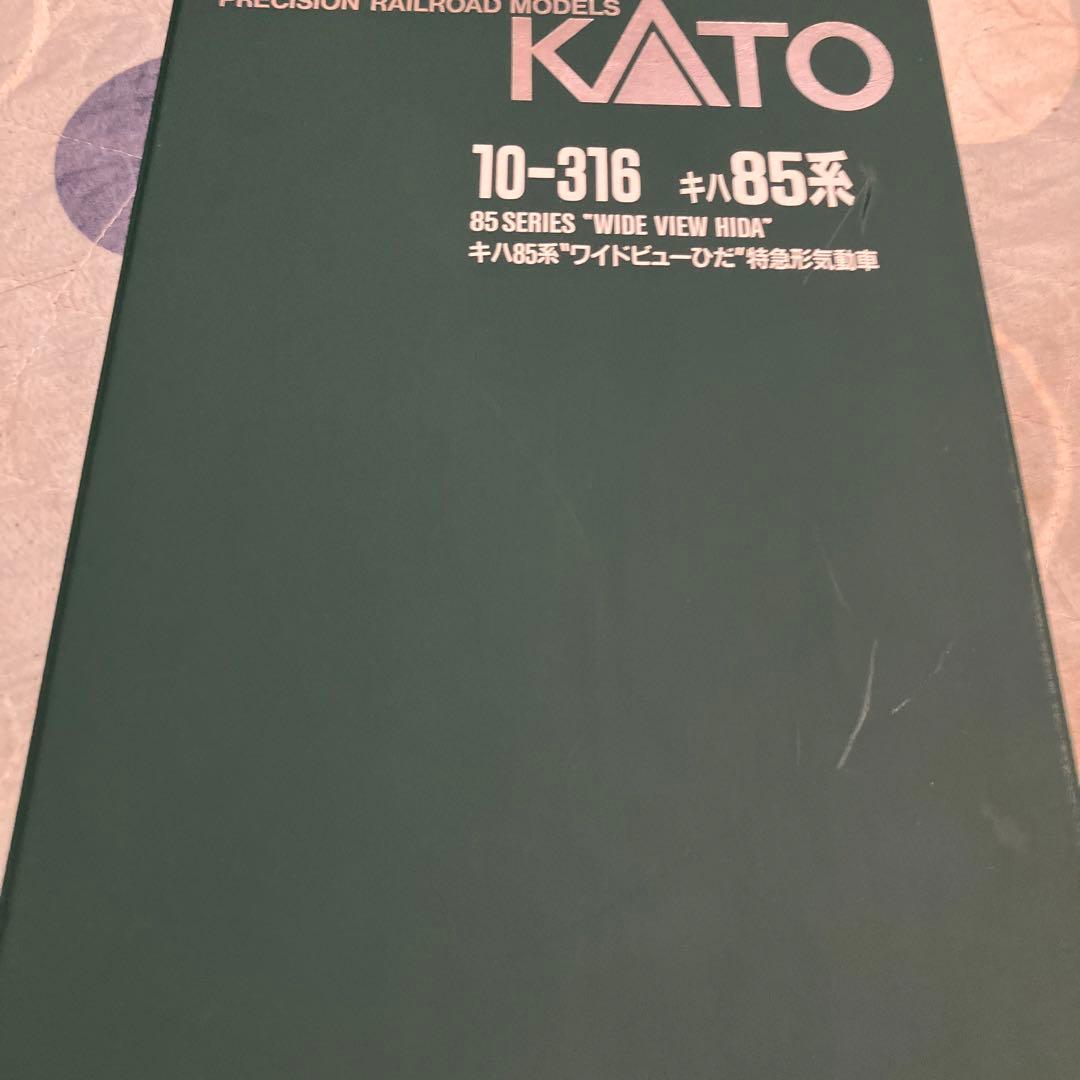 PRECISION RAILROAD MODELS
KATO
10-316 キハ85系
85 SERIES "WIDE VIEW HIDA"
キハ85系"ワイドビューひだ"特急形気動車